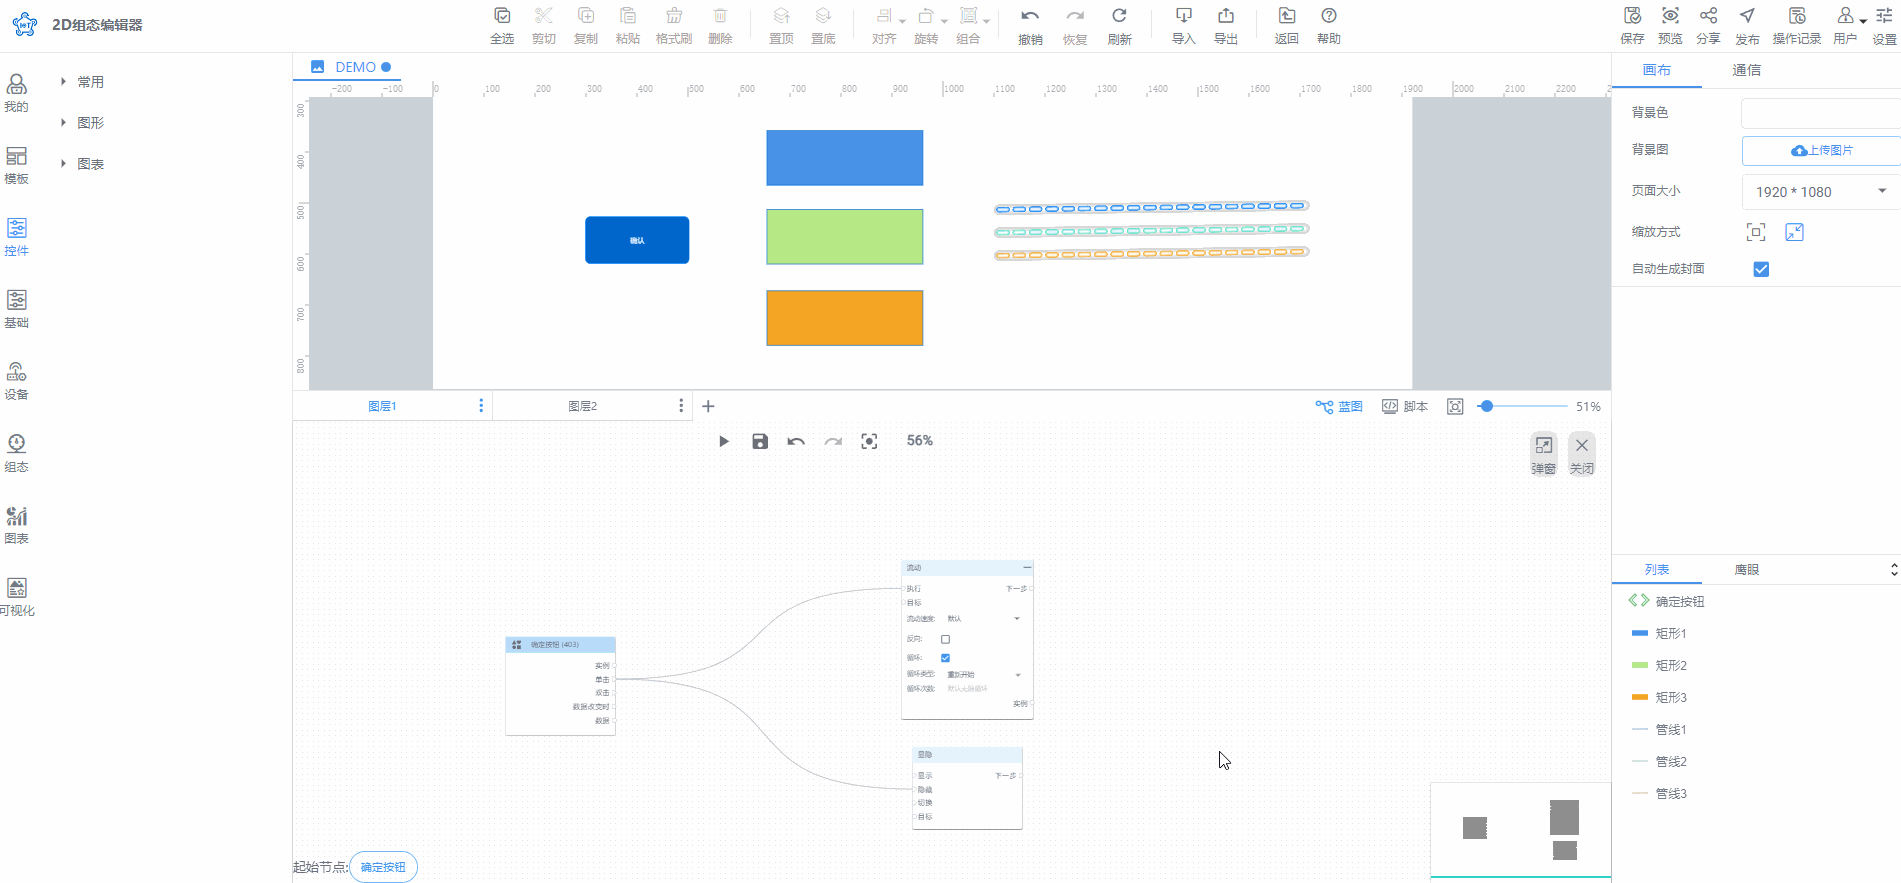 2D组态编辑器
全选 剪切 复制 粘贴 格式刷 删除 置顶 置底 对齐 旋转 组合 撤销 恢复 刷新 导入 导出 返回 帮助 保存 预览 分享 发布 操作记录 用户 设置
我的
模板
控件
基础
设备
组态
图表
可视化
常用
图形
图表
DEMO
-200 -100 0 100 200 300 400 500 600 700 800 900 1000 1100 1200 1300 1400 1500 1600 1700 1800 1900 2000 2100 2200
300
400
500
600
700
800
确认
图层1 图层2 蓝图 脚本 51%
56%
弹窗 关闭
确定按钮 (403)
实例
单击
双击
数据改变时
数据
流动
执行 下一步
目标
流动速度: 默认
反向:
循环:
循环类型: 重新开始
循环次数: 默认无限循环
实例
显隐
显示 下一步
隐藏
切换
目标
起始节点: 确定按钮
画布 通信
背景色
背景图 上传图片
页面大小 1920 * 1080
缩放方式
自动生成封面
列表 鹰眼
确定按钮
矩形1
矩形2
矩形3
管线1
管线2
管线3